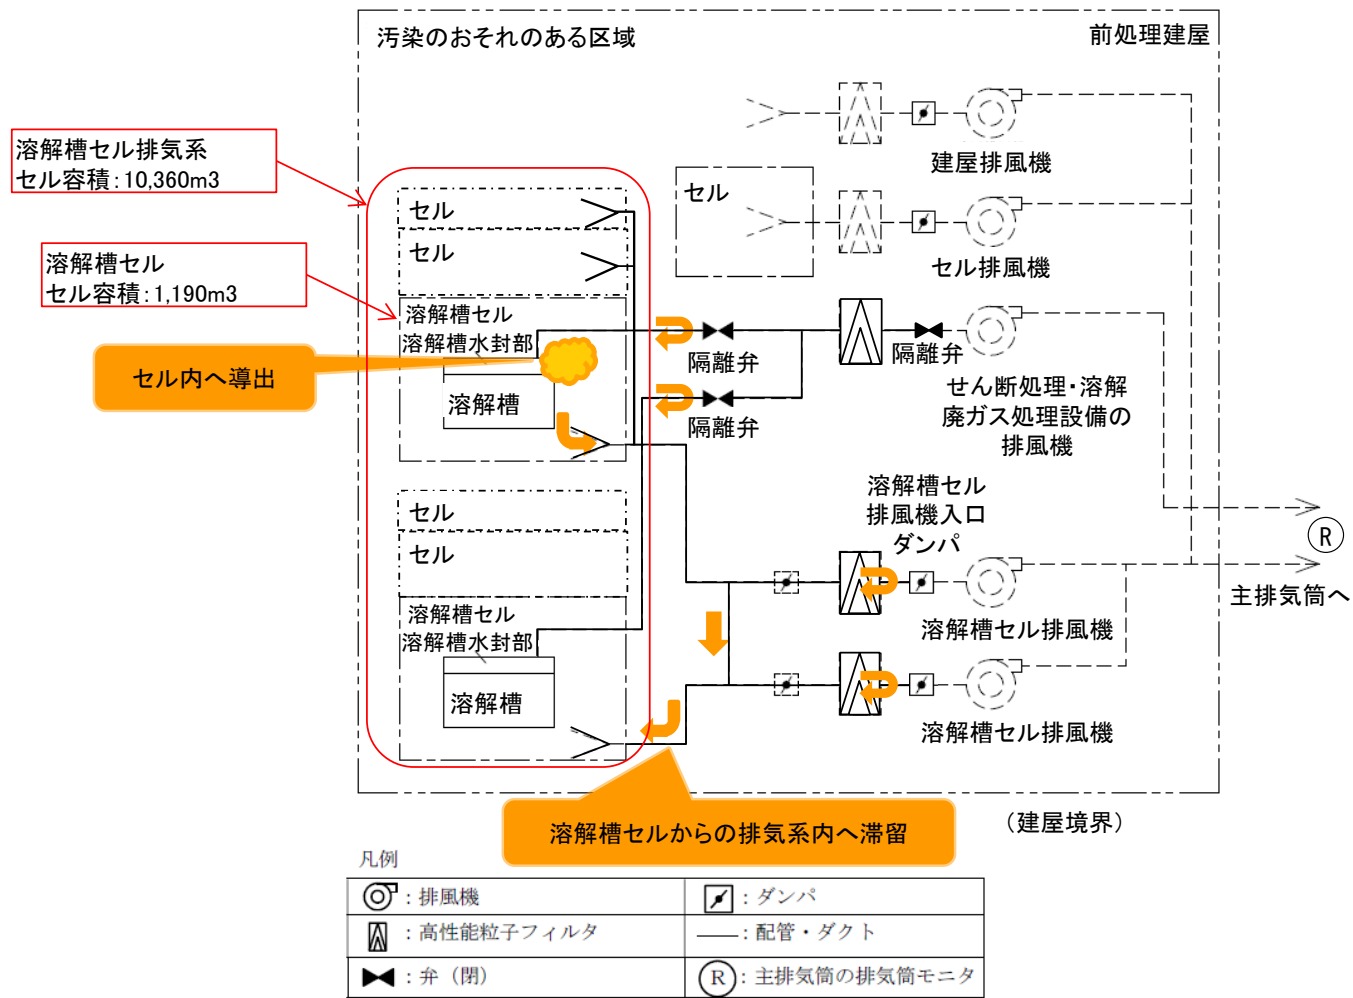 汚染のおそれのある区域
前処理建屋
溶解槽セル排気系
セル容積：10,360m3
溶解槽セル
セル容積：1,190m3
セル内へ導出
セル
セル
溶解槽セル
溶解槽水封部
溶解槽
セル
セル
溶解槽セル
溶解槽水封部
溶解槽
建屋排風機
セル
セル排風機
隔離弁
隔離弁
隔離弁
せん断処理・溶解
廃ガス処理設備の
排風機
溶解槽セル
排風機入口
ダンパ
溶解槽セル排風機
溶解槽セル排風機
R
主排気筒へ
溶解槽セルからの排気系内へ滞留
（建屋境界）
凡例
：排風機
：ダンパ
：高性能粒子フィルタ
：配管・ダクト
：弁（閉）
R：主排気筒の排気筒モニタ